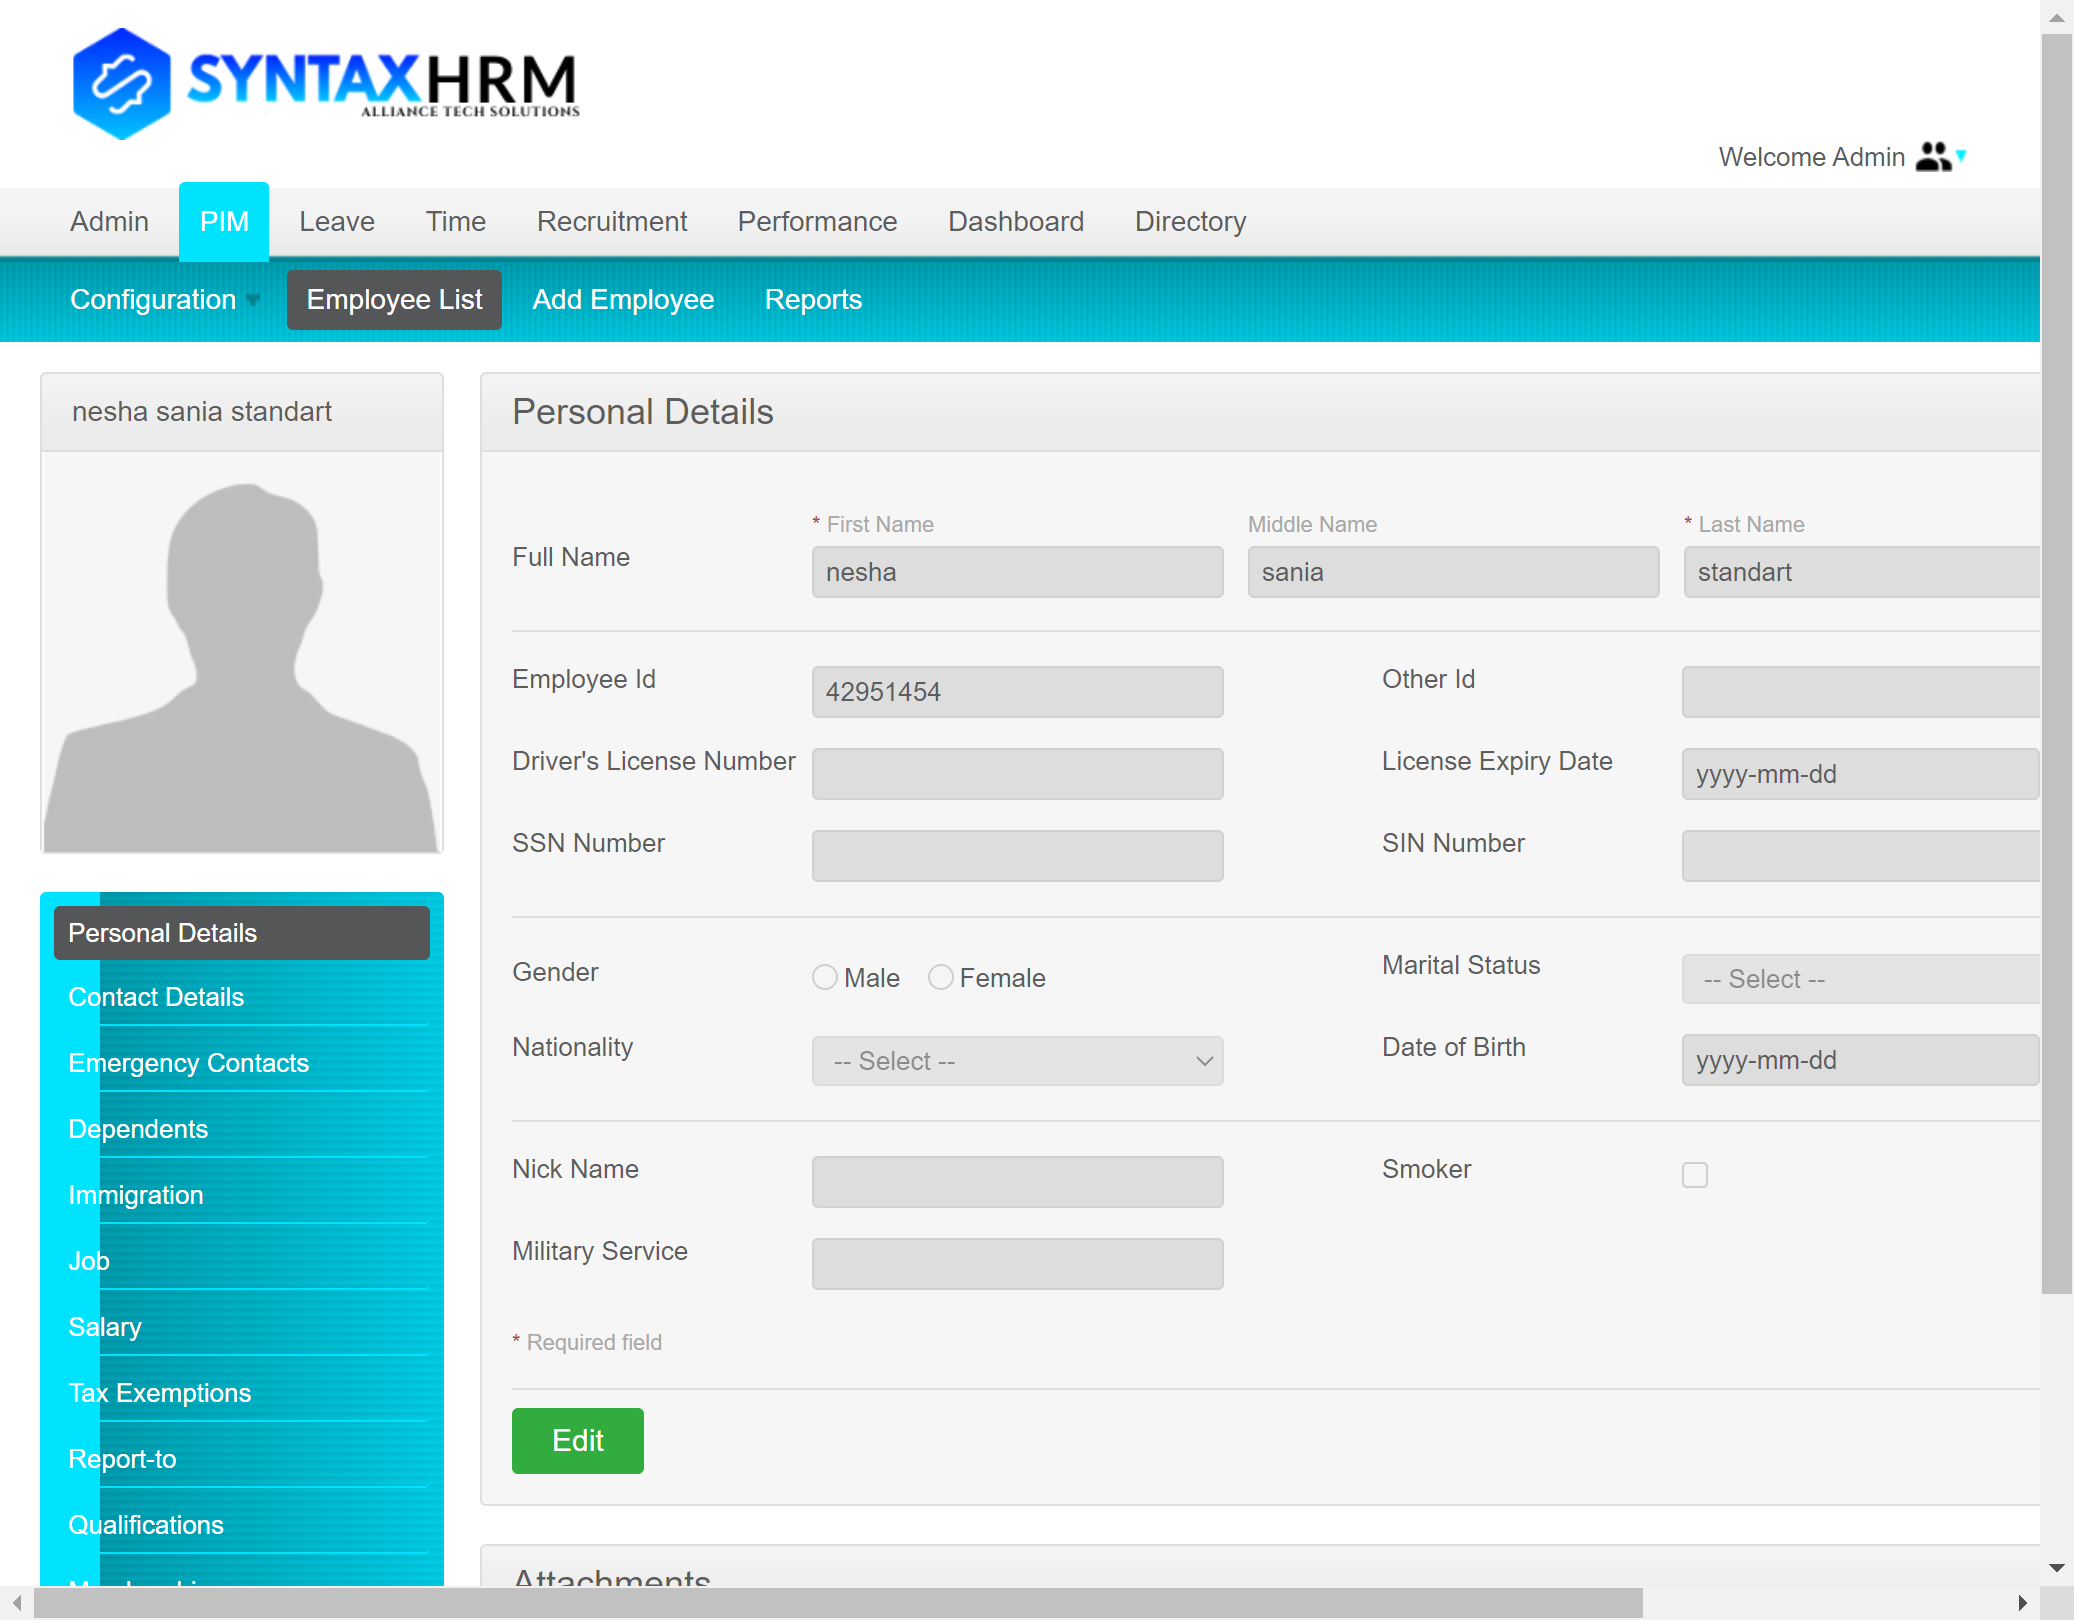 SYNTAXHRM
ALLIANCE TECH SOLUTIONS
Welcome Admin
Admin PIM Leave Time Recruitment Performance Dashboard Directory
Configuration Employee List Add Employee Reports
nesha sania standart
Personal Details
Contact Details
Emergency Contacts
Dependents
Immigration
Job
Salary
Tax Exemptions
Report-to
Qualifications
Personal Details
* First Name Middle Name * Last Name
Full Name nesha sania standart
Employee Id 42951454 Other Id
Driver's License Number License Expiry Date yyyy-mm-dd
SSN Number SIN Number
Gender Male Female Marital Status -- Select --
Nationality -- Select -- Date of Birth yyyy-mm-dd
Nick Name Smoker
Military Service
* Required field
Edit
Attachments